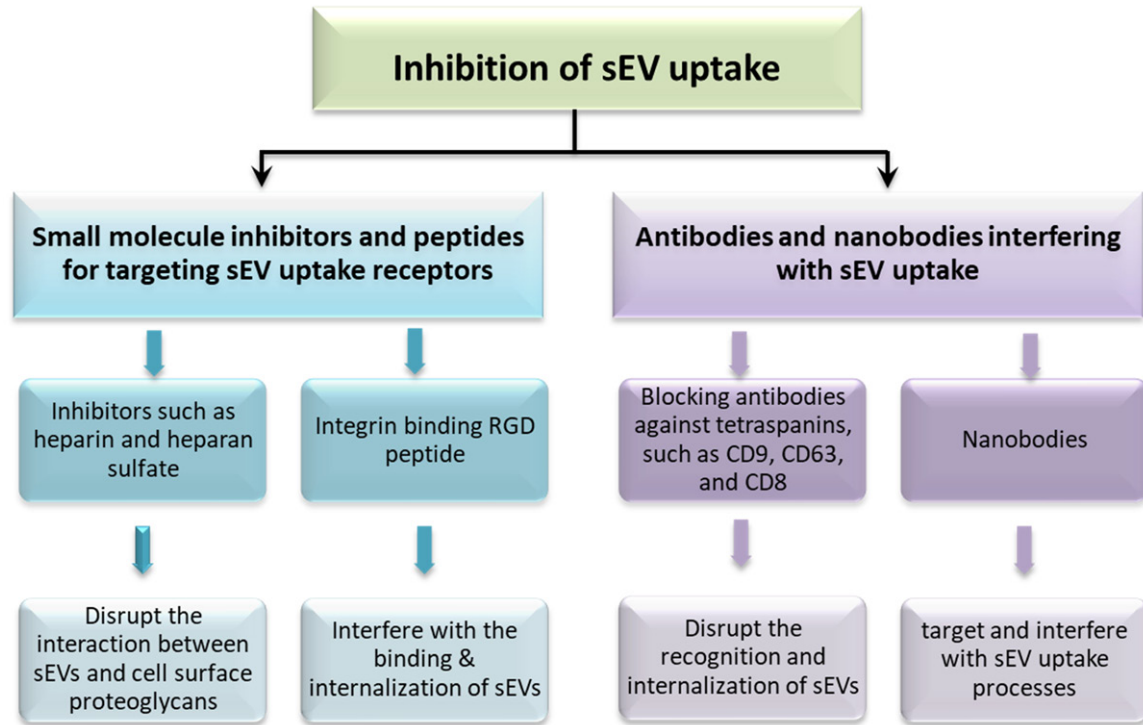 Inhibition of sEV uptake
Small molecule inhibitors and peptides
for targeting sEV uptake receptors
Antibodies and nanobodies interfering
with sEV uptake
Inhibitors such as
heparin and heparan
sulfate
Integrin binding RGD
peptide
Blocking antibodies
against tetraspanins,
such as CD9, CD63,
and CD8
Nanobodies
Disrupt the
interaction between
sEVs and cell surface
proteoglycans
Interfere with the
binding &
internalization of sEVs
Disrupt the
recognition and
internalization of sEVs
target and interfere
with sEV uptake
processes